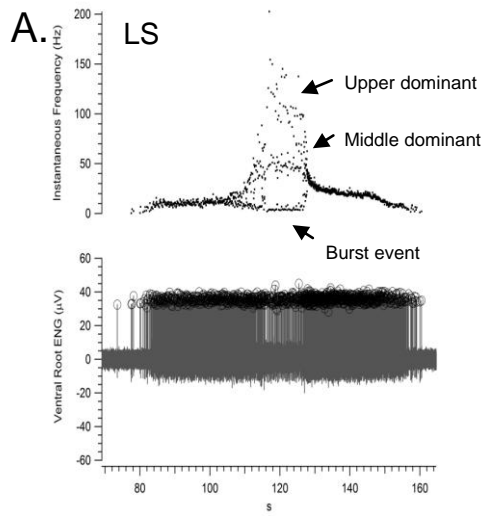 A.
LS
200
150
100
50
0
Instantaneous Frequency (Hz)
Upper dominant
Middle dominant
Burst event
60
40
20
0
-20
-40
-60
Ventral Root ENG (µV)
80 100 120 140 160
s